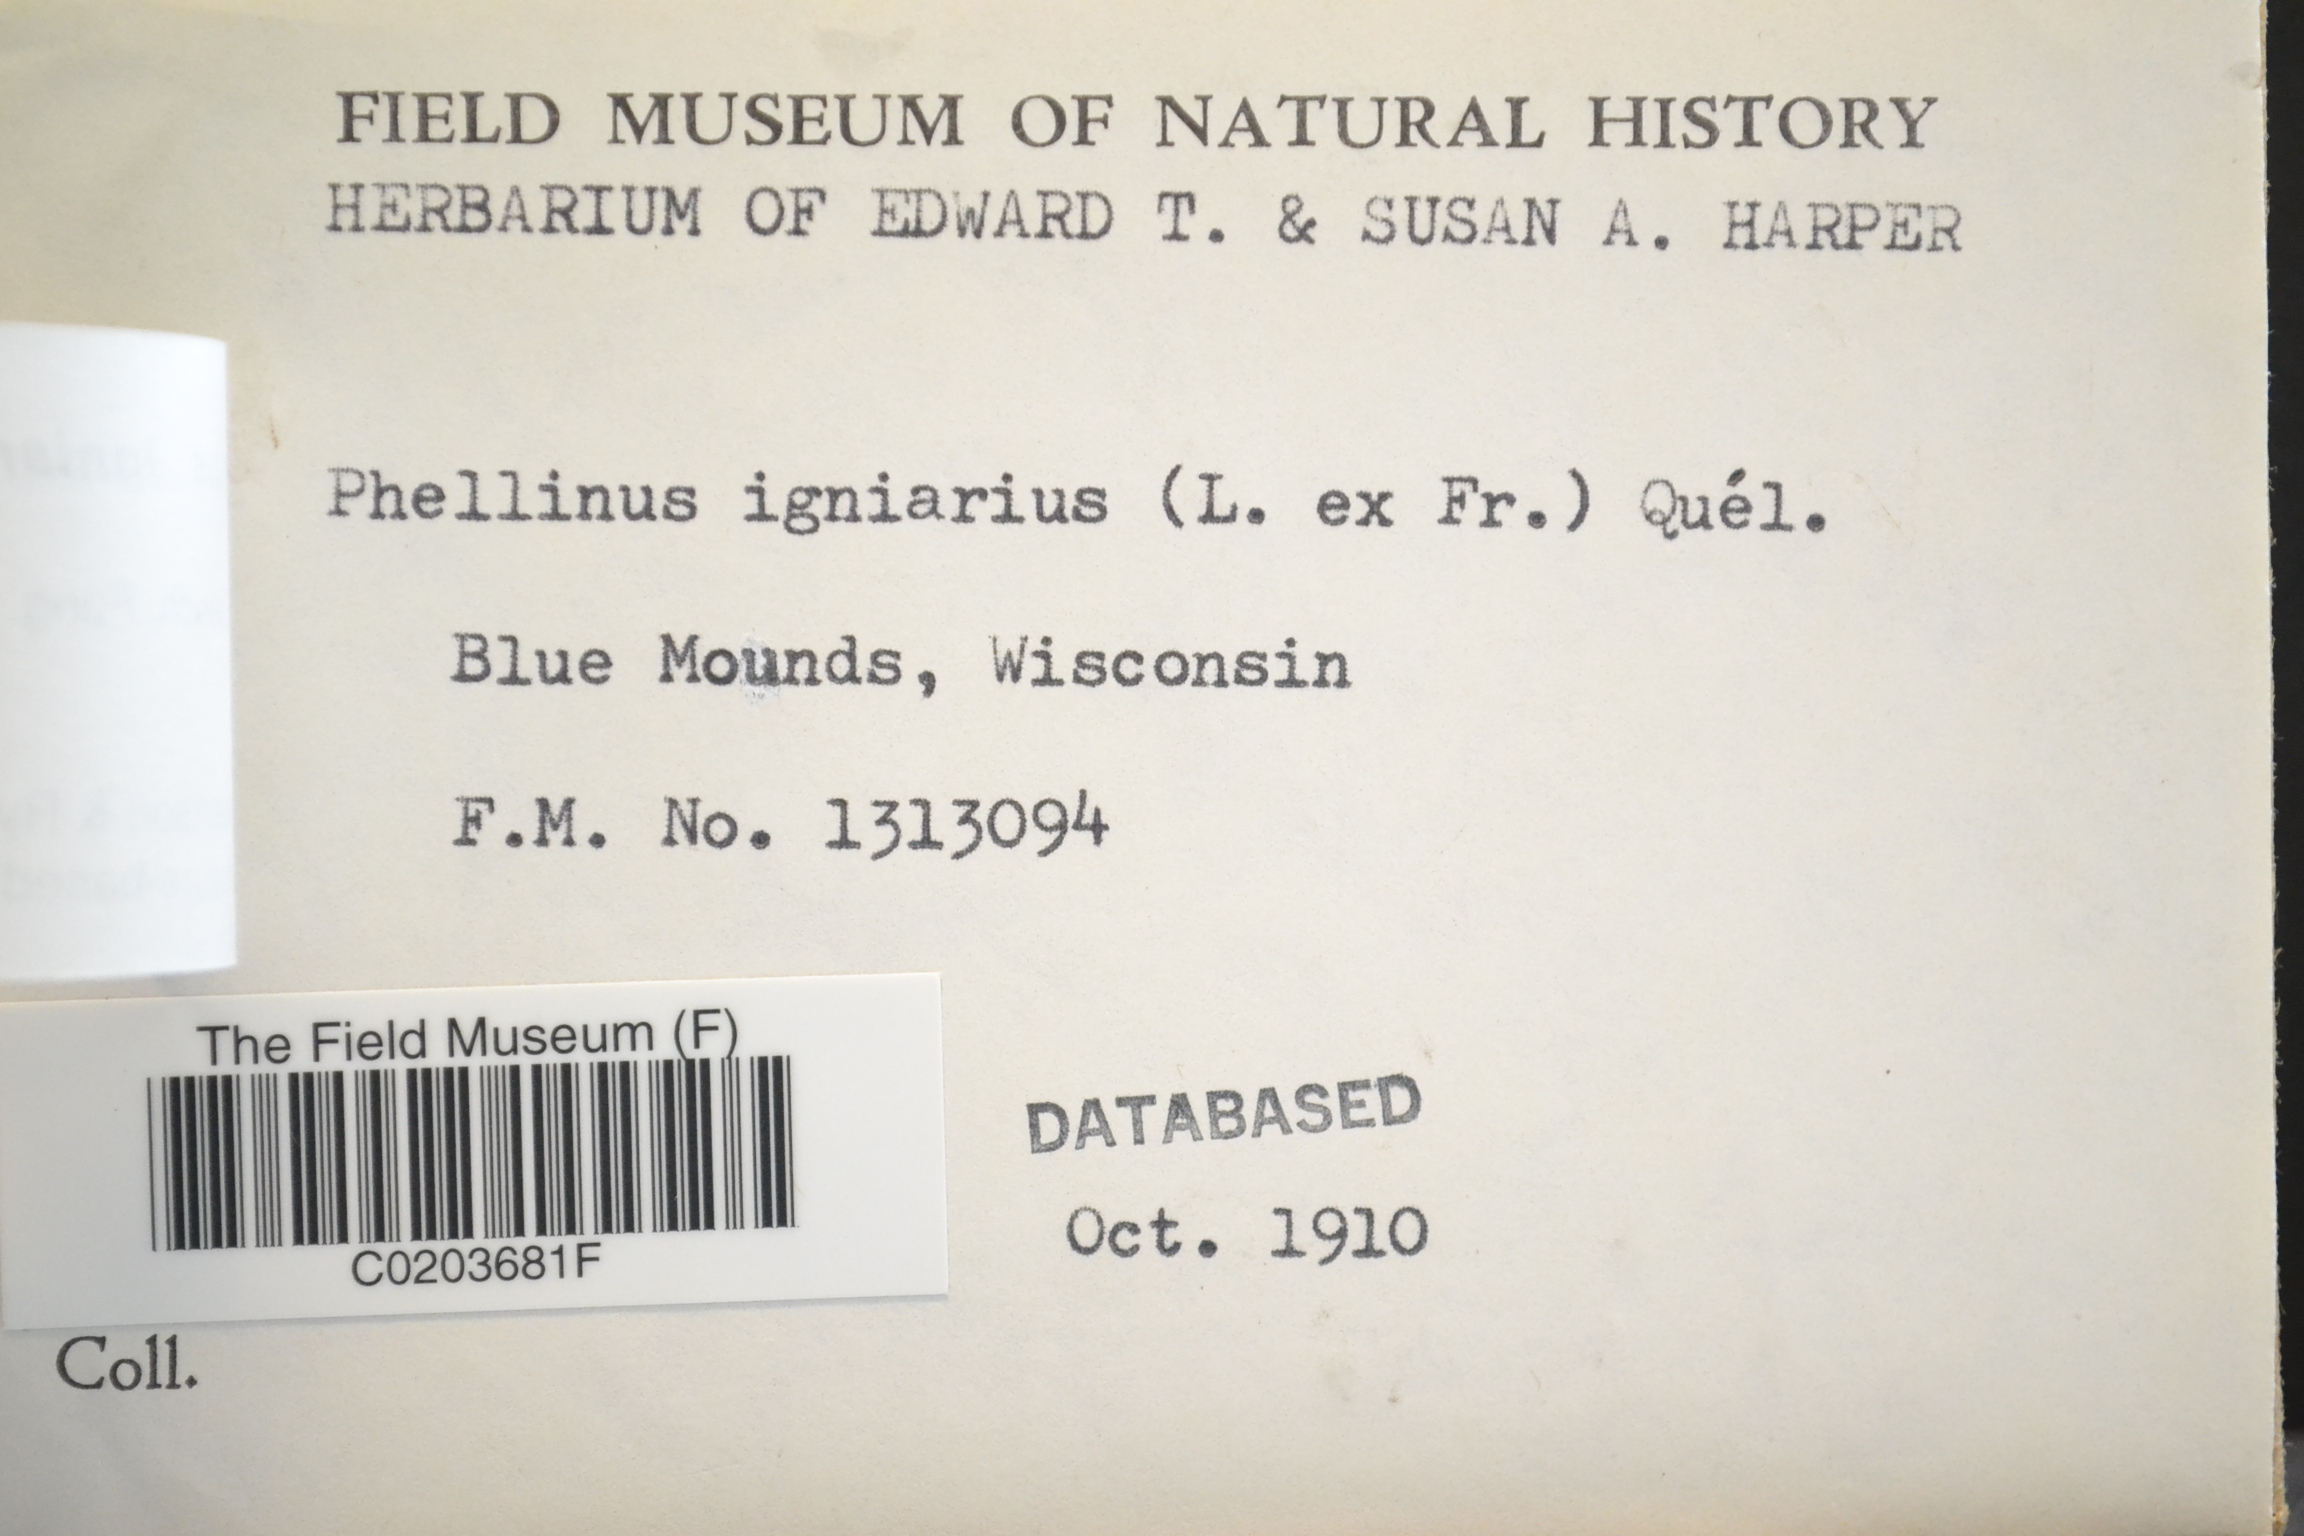 FIELD MUSEUM OF NATURAL HISTORY
HERBARIUM OF EDWARD T. & SUSAN A. HARPER
Phellinus igniarius (L. ex Fr.) Quél.
Blue Mounds, Wisconsin
F.M. No. 1313094
The Field Museum (F)
C0203681F
DATABASED
Oct. 1910
Coll.